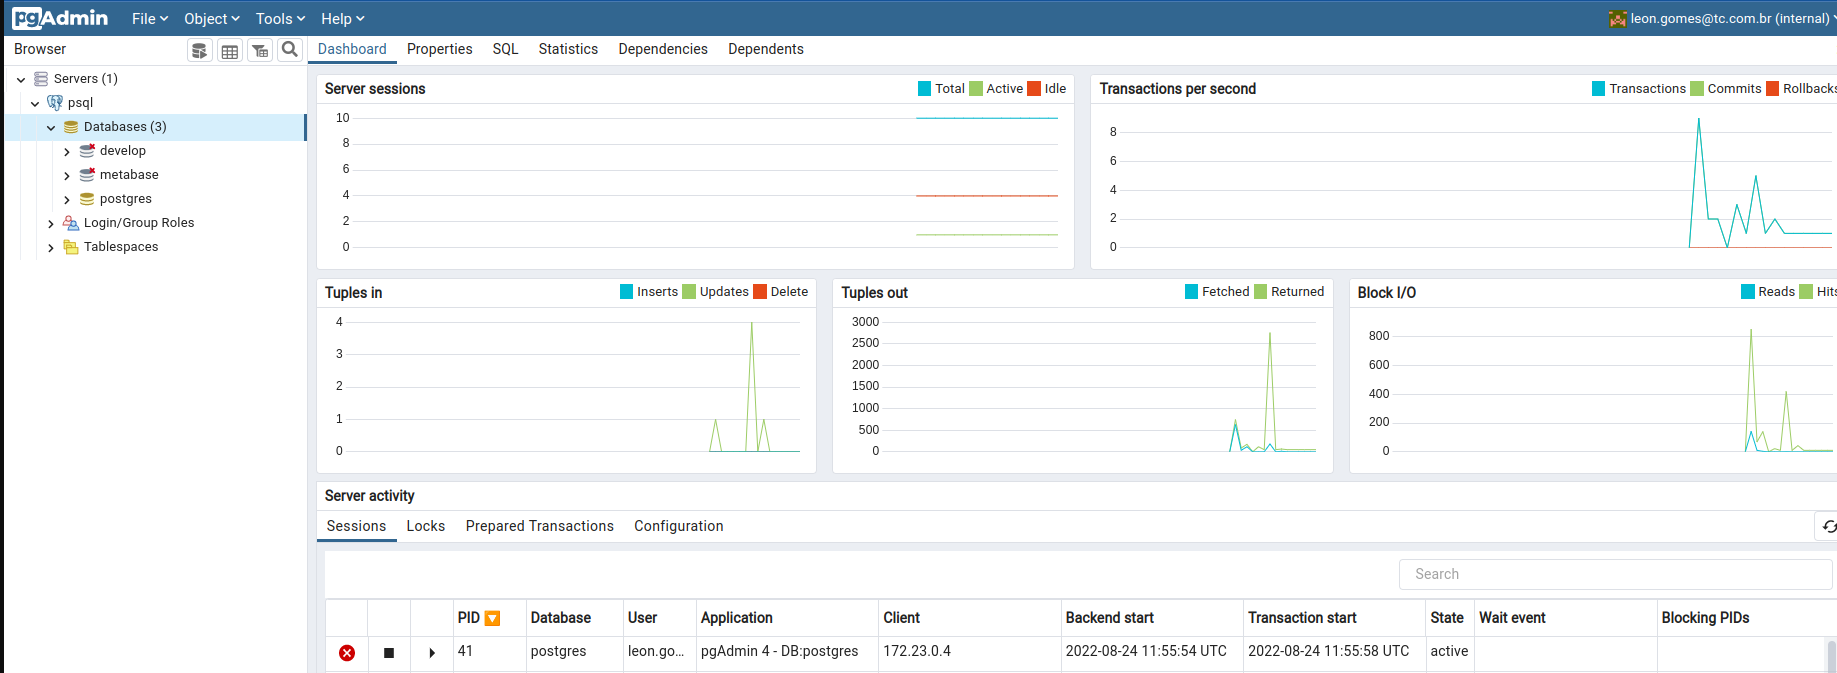 pgAdmin File Object Tools Help leon.gomes@tc.com.br (internal)
Browser
Dashboard Properties SQL Statistics Dependencies Dependents
Servers (1)
psql
Databases (3)
develop
metabase
postgres
Login/Group Roles
Tablespaces
Server sessions Total Active Idle
10
8
6
4
2
0
Transactions per second Transactions Commits Rollbacks
8
6
4
2
0
Tuples in Inserts Updates Delete
4
3
2
1
0
Tuples out Fetched Returned
3000
2500
2000
1500
1000
500
0
Block I/O Reads Hits
800
600
400
200
0
Server activity
Sessions Locks Prepared Transactions Configuration
Search
PID Database User Application Client Backend start Transaction start State Wait event Blocking PIDs
41 postgres leon.go... pgAdmin 4 - DB:postgres 172.23.0.4 2022-08-24 11:55:54 UTC 2022-08-24 11:55:58 UTC active